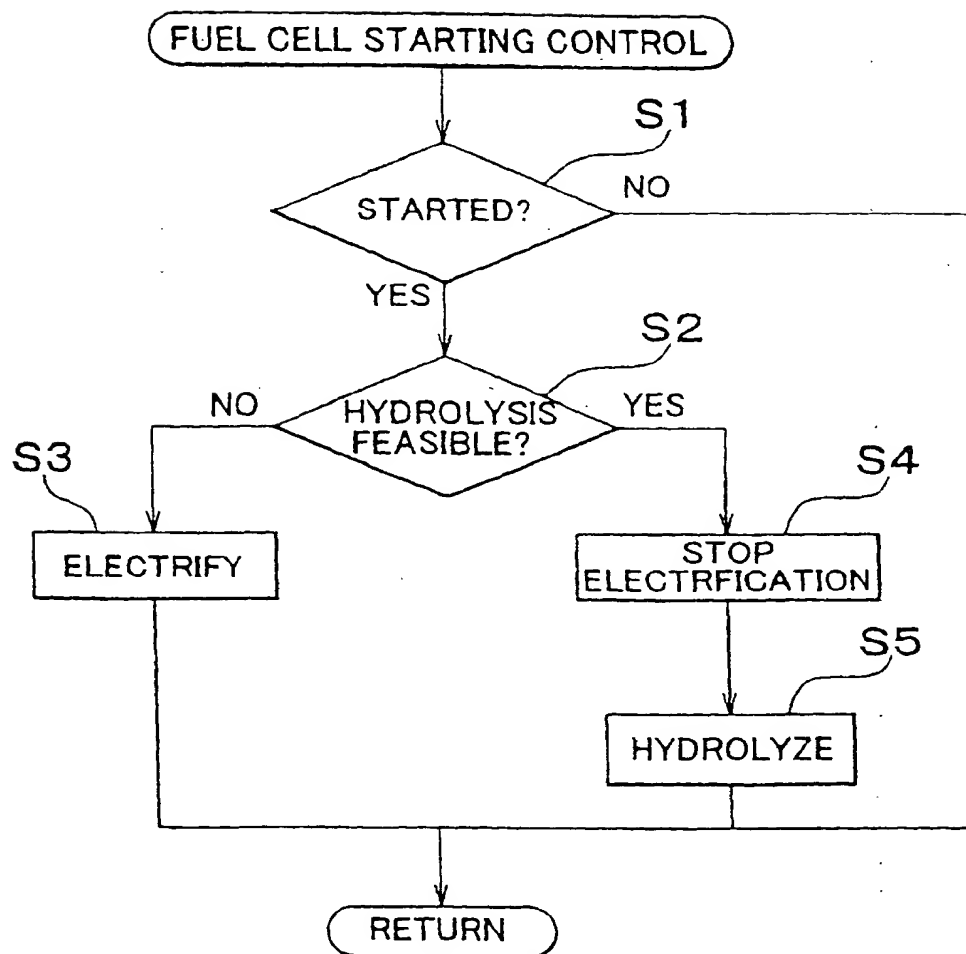 FUEL CELL STARTING CONTROL
S1
STARTED?
NO
YES
S2
HYDROLYSIS
FEASIBLE?
NO
YES
S3
ELECTRIFY
S4
STOP
ELECTRFICATION
S5
HYDROLYZE
RETURN